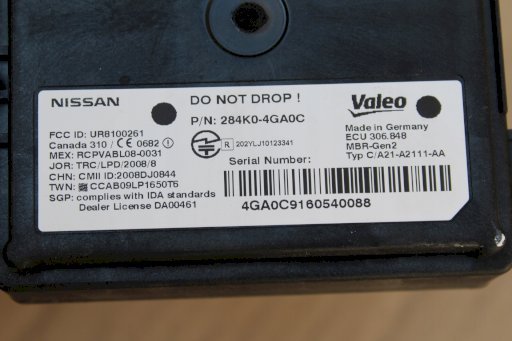 NISSAN
DO NOT DROP !
P/N: 284K0-4GA0C
Valeo
FCC ID: UR8100261
Canada 310 / CE 0682
MEX: RCPVABL08-0031
JOR: TRC/LPD/2008/8
CHN: CMII ID:2008DJ0844
TWN: CCAB09LP1650T6
SGP: complies with IDA standards
Dealer License DA00461
R 202YLJ10123341
Serial Number:
4GA0C9160540088
Made in Germany
ECU 306.848
MBR-Gen2
Typ C/A21-A2111-AA